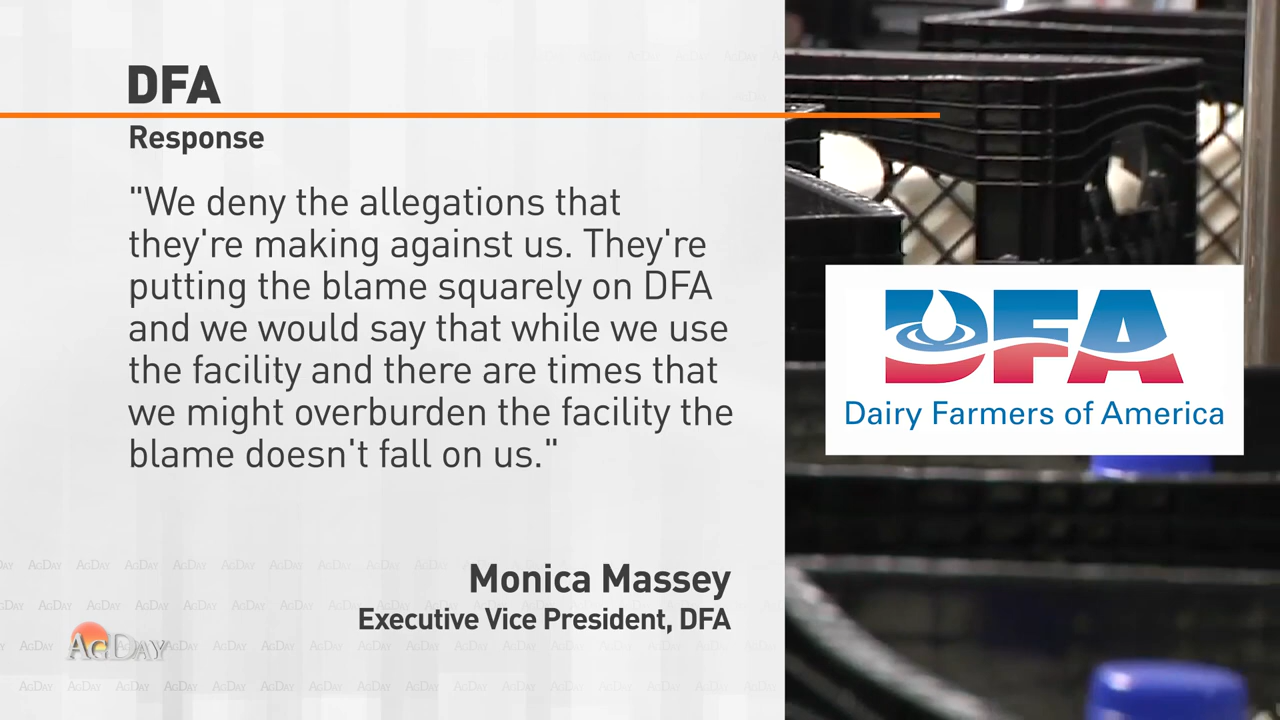 DFA
Response
"We deny the allegations that
they're making against us. They're
putting the blame squarely on DFA
and we would say that while we use
the facility and there are times that
we might overburden the facility the
blame doesn't fall on us."
Monica Massey
Executive Vice President, DFA
AgDay
DFA
Dairy Farmers of America